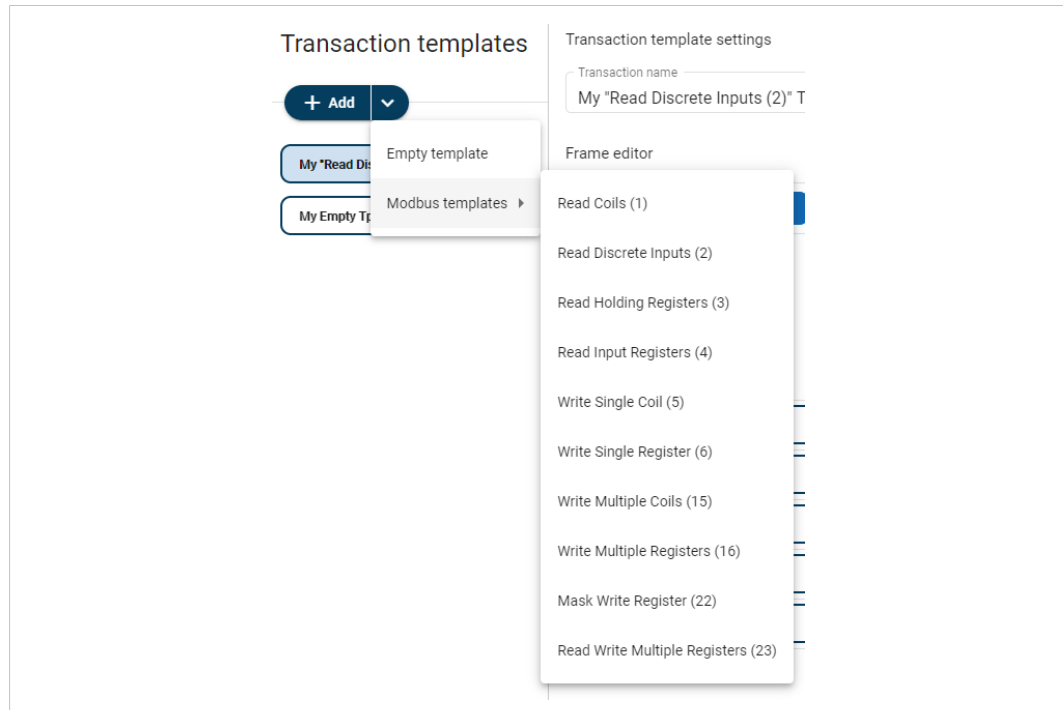 Transaction templates
Transaction template settings
Transaction name
My "Read Discrete Inputs (2)" T
+ Add
Empty template
Frame editor
My "Read Dis
Modbus templates
My Empty Tp
Read Coils (1)
Read Discrete Inputs (2)
Read Holding Registers (3)
Read Input Registers (4)
Write Single Coil (5)
Write Single Register (6)
Write Multiple Coils (15)
Write Multiple Registers (16)
Mask Write Register (22)
Read Write Multiple Registers (23)